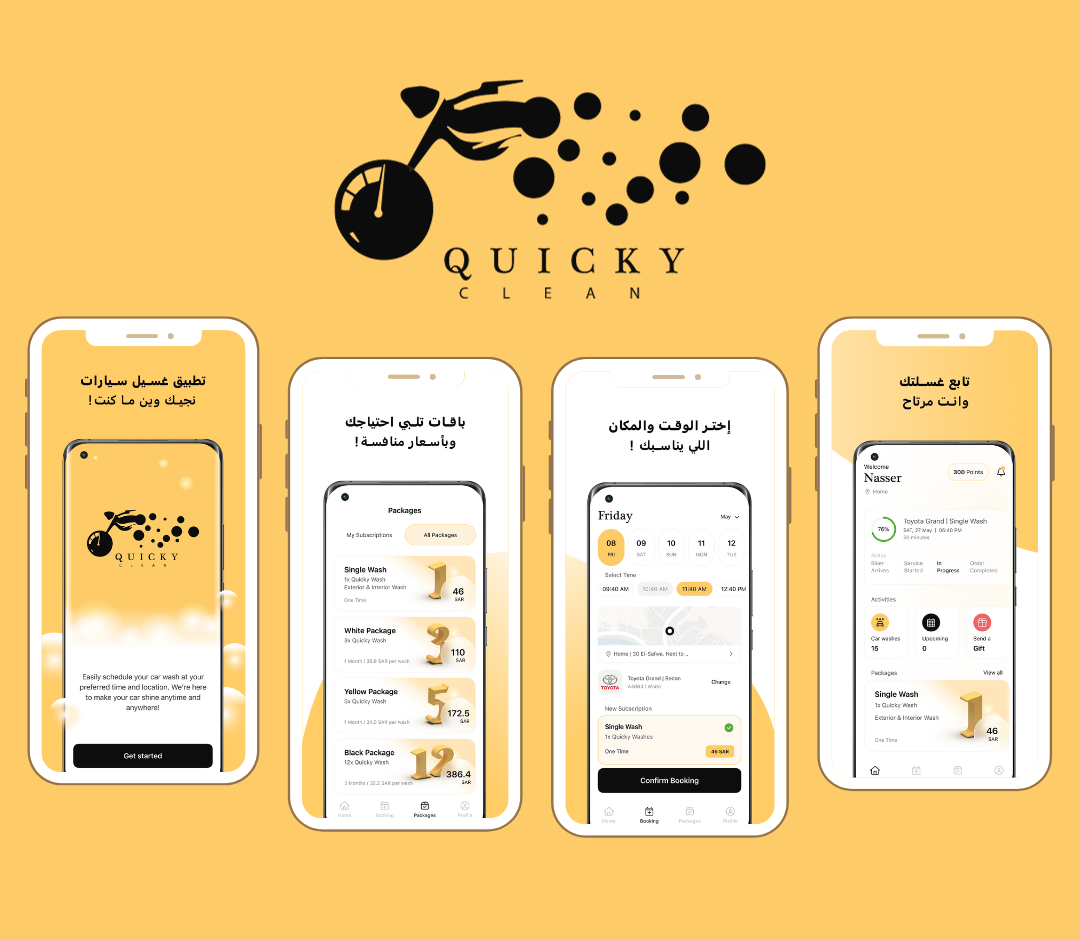 QUICKY
CLEAN
تطبيق غسيل سيارات
نجيك وين ما كنت!
QUICKY
CLEAN
Easily schedule your car wash at your
preferred time and location. We're here
to make your car shine anytime and
anywhere!
Get started
باقات تلبي احتياجك
وبأسعار منافسة !
Packages
My Subscriptions
All Packages
Single Wash
1x Quicky Wash
Exterior & Interior Wash
One Time
1
46
SAR
White Package
3x Quicky Wash
1 Month / 36.8 SAR per wash
3
110
SAR
Yellow Package
5x Quicky Wash
1 Month / 34.5 SAR per wash
5
172.5
SAR
Black Package
12x Quicky Wash
3 Months / 32.2 SAR per wash
12
386.4
SAR
Home
Booking
Packages
Profile
إختر الوقت والمكان
اللي يناسبك !
Friday
May
08 09 10 11 12
FRI SAT SUN MON TUE
Select Time
09:40 AM 10:40 AM 11:40 AM 12:40 PM
Home | 30 El-Safwe. Next to ..
TOYOTA
Toyota Grand | Sedan
White
Change
New Subscription
Single Wash
1x Quicky Washes
One Time
46 SAR
Confirm Booking
Home
Booking
Packages
Profile
تابع غسلتك
وانت مرتاح
Welcome
Nasser
300 Points
Home
76%
Toyota Grand | Single Wash
SAT, 27 May | 06:40 PM
50 minutes
Status
Biker
Arrives
Service
Started
In
Progress
Order
Completed
Activities
Car washes
15
Upcoming
0
Send a
Gift
Packages
View all
Single Wash
1x Quicky Wash
Exterior & Interior Wash
One Time
1
46
SAR